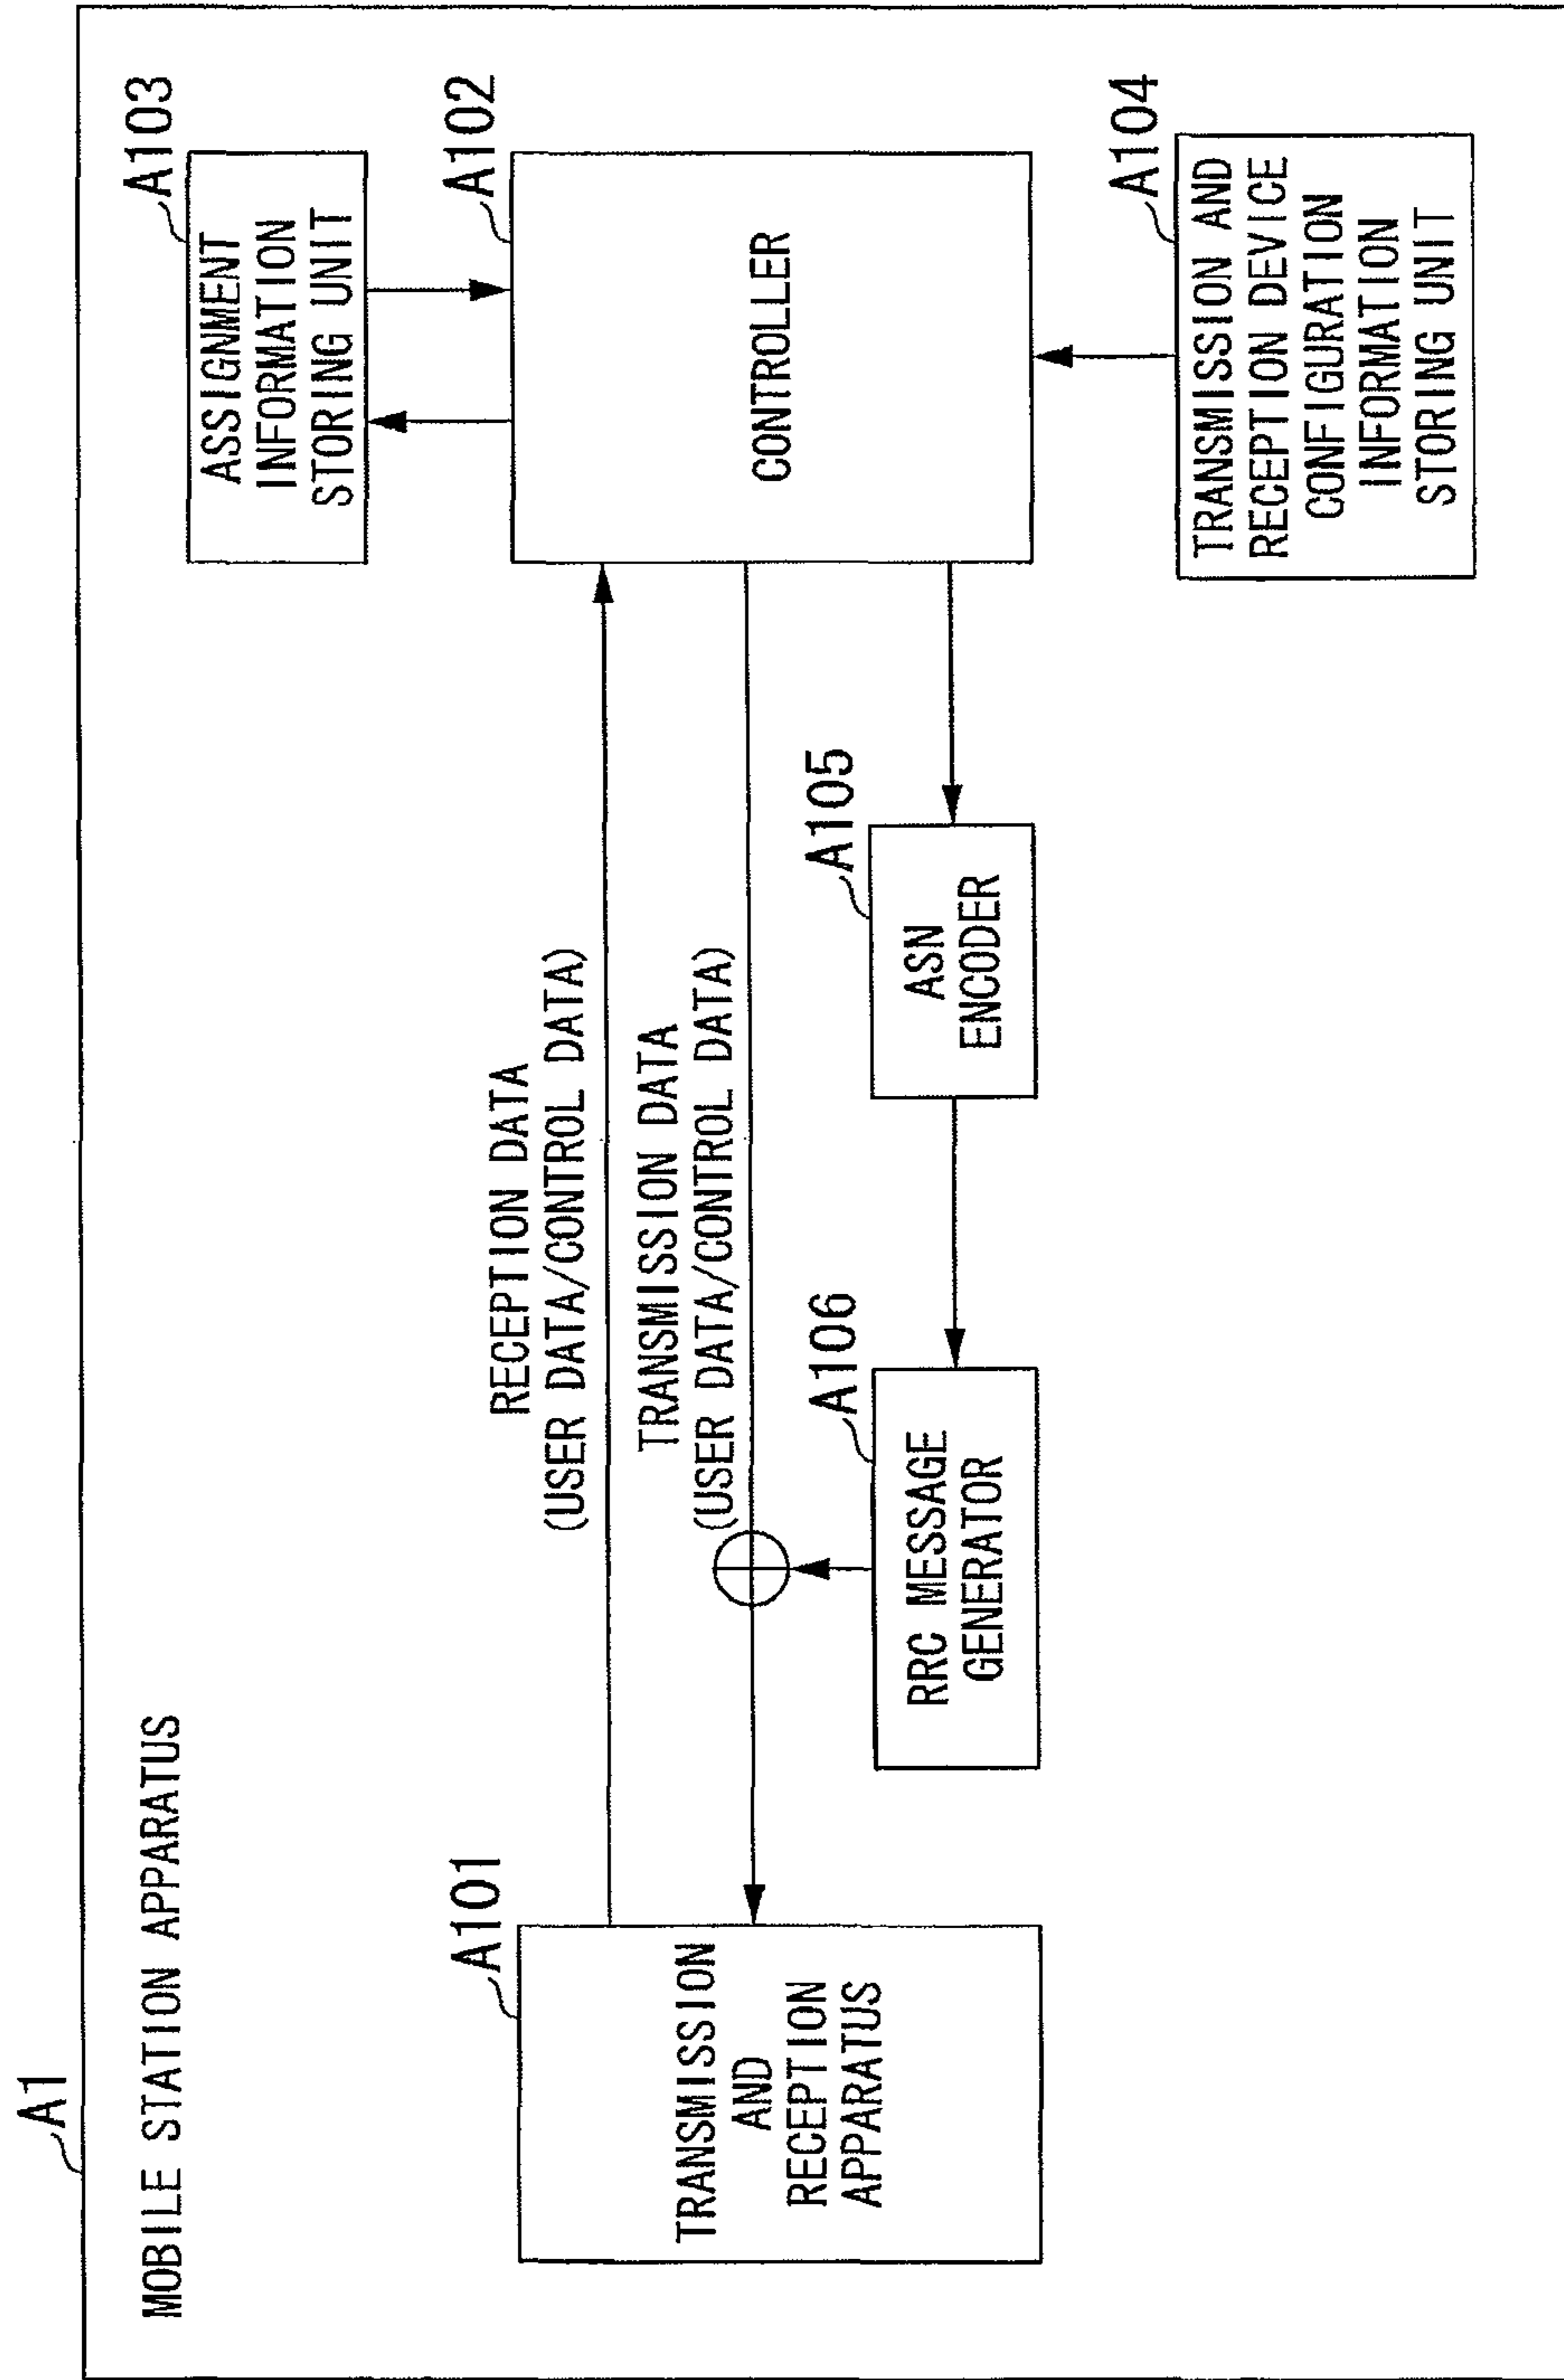 A1
MOBILE STATION APPARATUS
A101
TRANSMISSION
AND
RECEPTION
APPARATUS
RECEPTION DATA
(USER DATA/CONTROL DATA)
TRANSMISSION DATA
(USER DATA/CONTROL DATA)
A106
RRC MESSAGE
GENERATOR
A105
ASN
ENCODER
A103
ASSIGNMENT
INFORMATION
STORING UNIT
A102
CONTROLLER
A104
TRANSMISSION AND
RECEPTION DEVICE
CONFIGURATION
INFORMATION
STORING UNIT